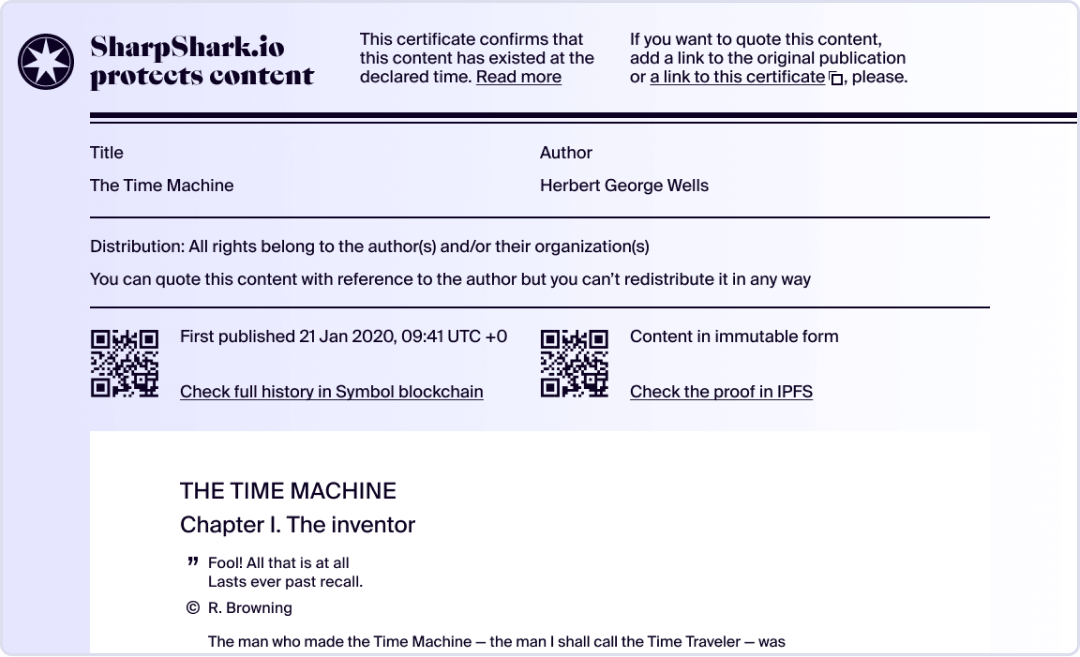 SharpShark.io
protects content
This certificate confirms that
this content has existed at the
declared time. Read more
If you want to quote this content,
add a link to the original publication
or a link to this certificate, please.
Title
The Time Machine
Author
Herbert George Wells
Distribution: All rights belong to the author(s) and/or their organization(s)
You can quote this content with reference to the author but you can’t redistribute it in any way
First published 21 Jan 2020, 09:41 UTC +0
Check full history in Symbol blockchain
Content in immutable form
Check the proof in IPFS
THE TIME MACHINE
Chapter I. The inventor
” Fool! All that is at all
Lasts ever past recall.
© R. Browning
The man who made the Time Machine – the man I shall call the Time Traveler – was